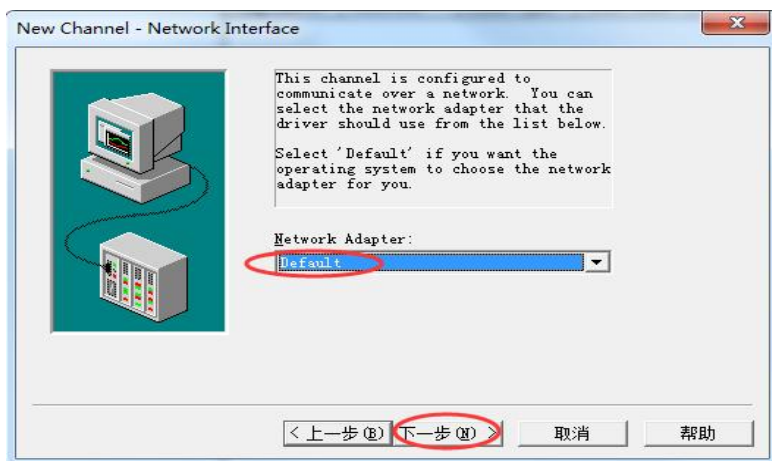 New Channel - Network Interface
This channel is configured to
communicate over a network.  You can
select the network adapter that the
driver should use from the list below.
Select 'Default' if you want the
operating system to choose the network
adapter for you.
Network Adapter:
Default
< 上一步(B) 下一步(N) > 取消 帮助